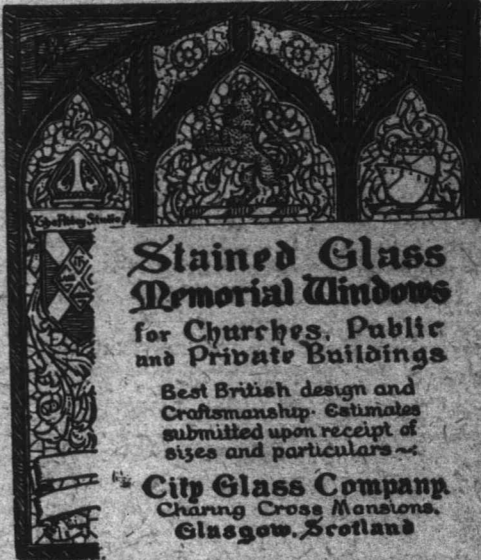 Stained Glass
Memorial Windows
for Churches, Public
and Private Buildings
Best British design and
Craftsmanship. Estimates
submitted upon receipt of
sizes and particulars~
City Glass Company.
Charing Cross Mansions,
Glasgow, Scotland